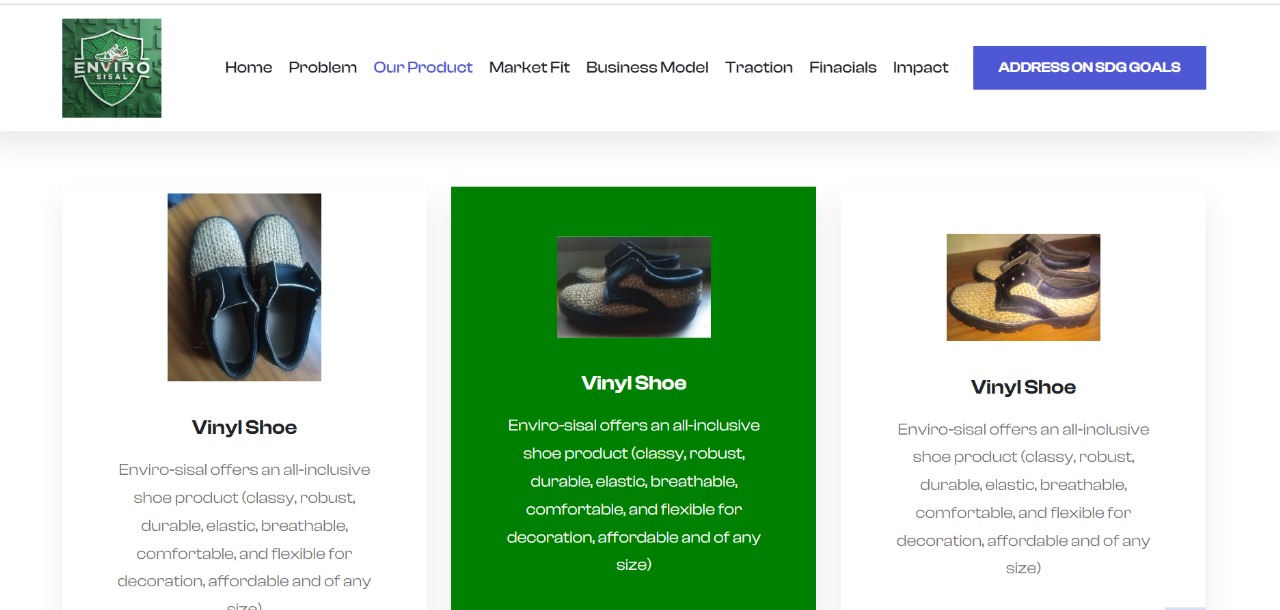 ENVIRO
SISAL
Home Problem Our Product Market Fit Business Model Traction Finacials Impact ADDRESS ON SDG GOALS
Vinyl Shoe
Enviro-sisal offers an all-inclusive
shoe product (classy, robust,
durable, elastic, breathable,
comfortable, and flexible for
decoration, affordable and of any
size)
Vinyl Shoe
Enviro-sisal offers an all-inclusive
shoe product (classy, robust,
durable, elastic, breathable,
comfortable, and flexible for
decoration, affordable and of any
size)
Vinyl Shoe
Enviro-sisal offers an all-inclusive
shoe product (classy, robust,
durable, elastic, breathable,
comfortable, and flexible for
decoration, affordable and of any
size)